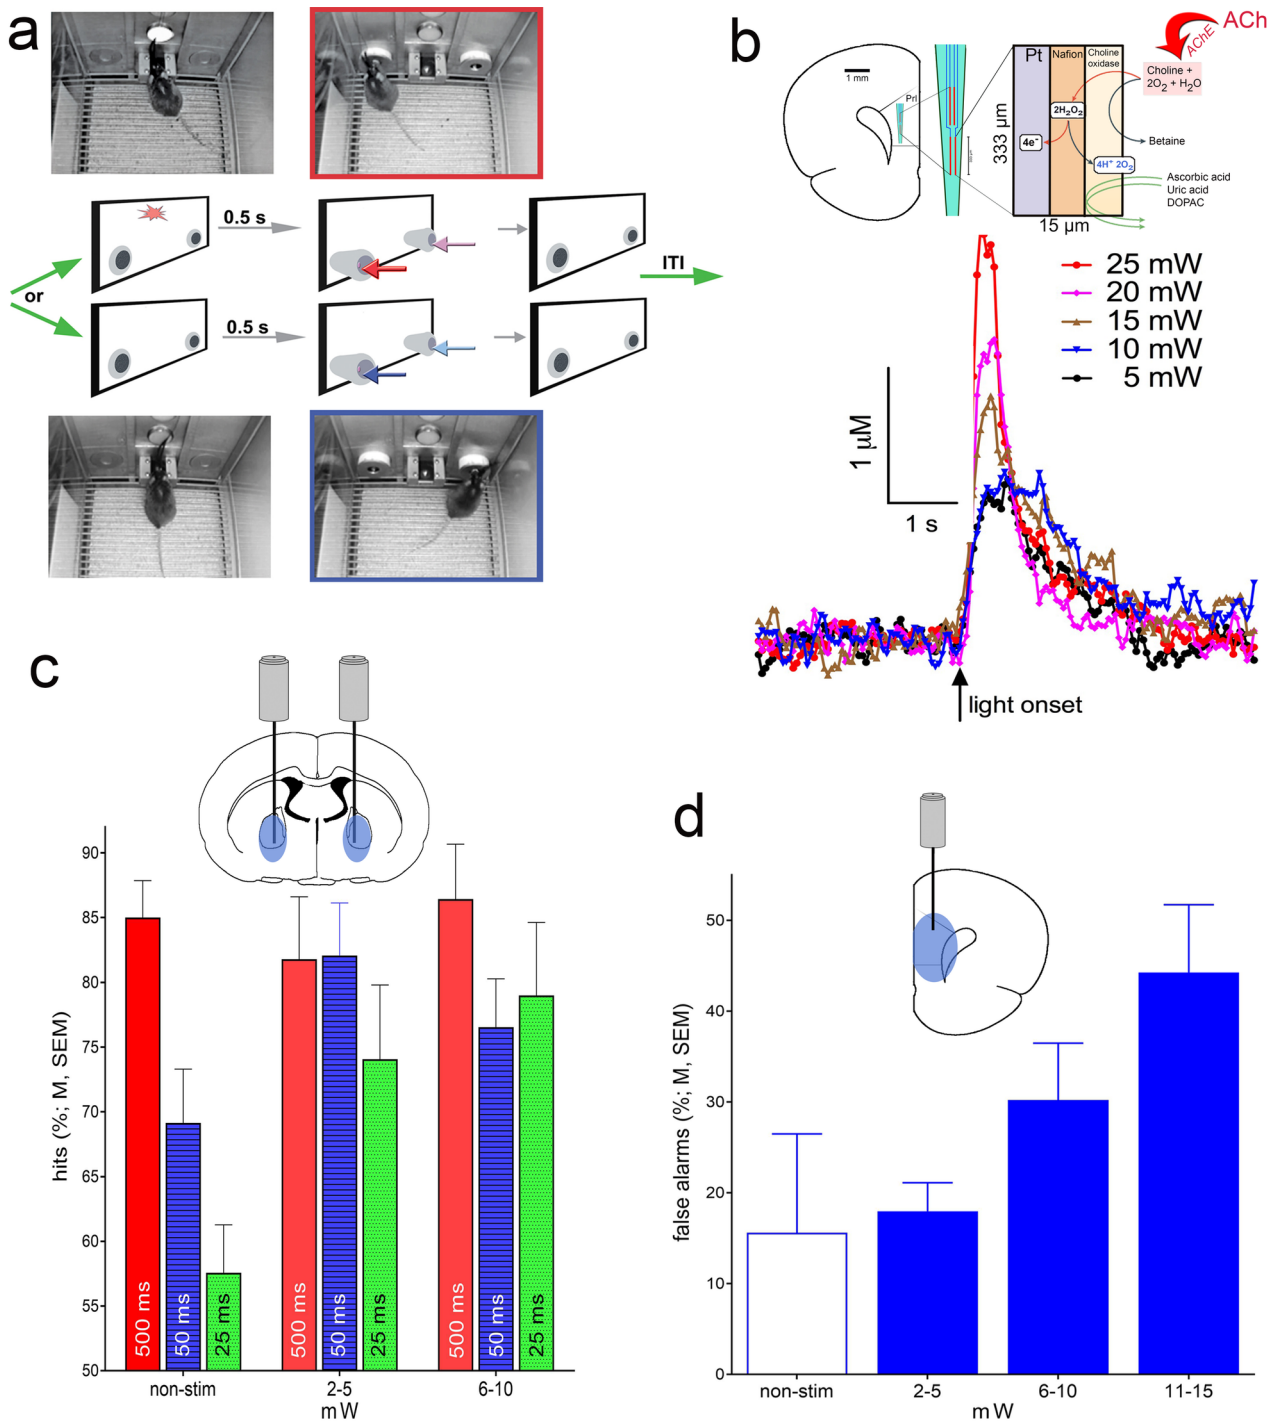 a
0.5 s
or
0.5 s
ITI
b
1 mm
Prl
333 µm
Pt
Nafion
Choline
oxidase
ACh
AChE
Choline +
2O₂ + H₂O
2H₂O₂
4e⁻
Betaine
4H⁺ 2O₂
Ascorbic acid
Uric acid
DOPAC
15 µm
25 mW
20 mW
15 mW
10 mW
5 mW
1 µM
1 s
light onset
c
hits (%; M, SEM)
90
85
80
75
70
65
60
55
50
500 ms
50 ms
25 ms
500 ms
50 ms
25 ms
500 ms
50 ms
25 ms
non-stim
2-5
6-10
mW
d
false alarms (%; M, SEM)
50
40
30
20
10
0
non-stim
2-5
6-10
11-15
mW